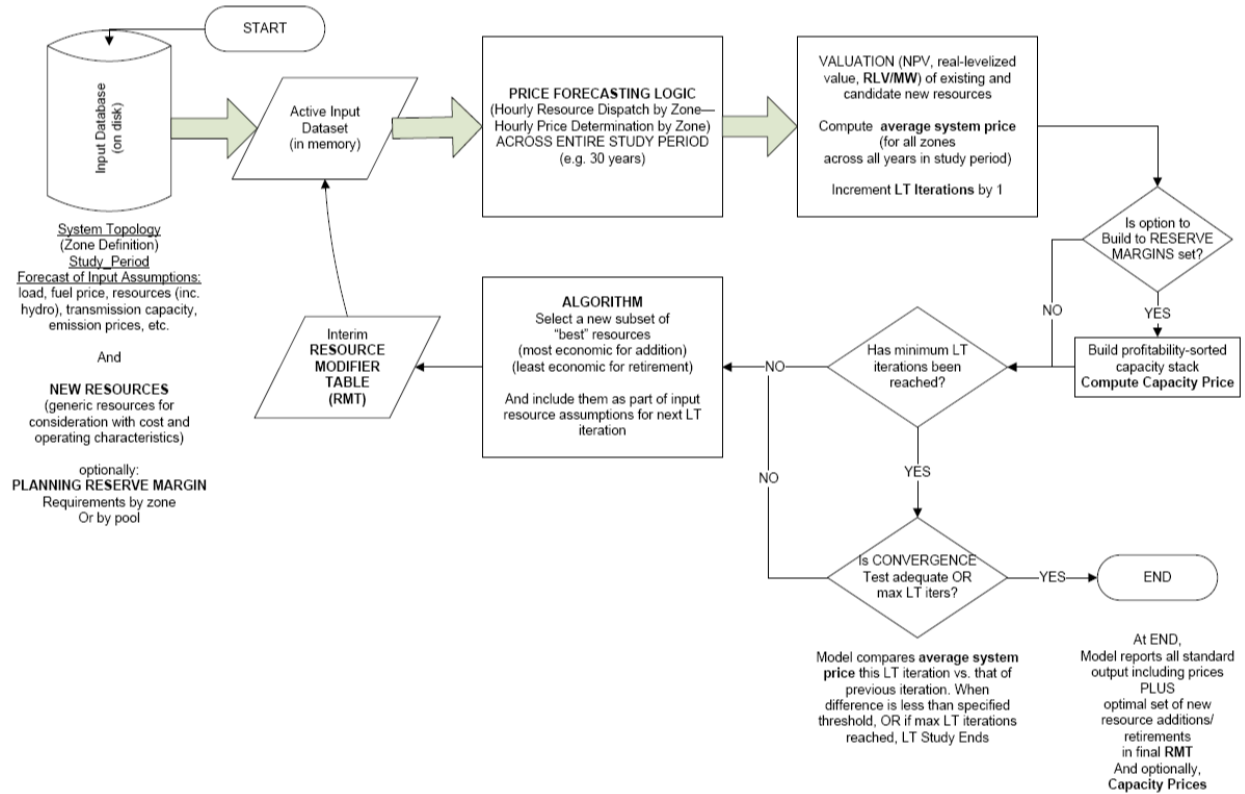 START
Input Database
(on disk)
Active Input
Dataset
(in memory)
PRICE FORECASTING LOGIC
(Hourly Resource Dispatch by Zone—
Hourly Price Determination by Zone)
ACROSS ENTIRE STUDY PERIOD
(e.g. 30 years)
VALUATION (NPV, real-levelized
value, RLV/MW) of existing and
candidate new resources
Compute average system price
(for all zones
across all years in study period)
Increment LT Iterations by 1
Is option to
Build to RESERVE
MARGINS set?
NO
YES
Build profitability-sorted
capacity stack
Compute Capacity Price
Has minimum LT
iterations been
reached?
NO
YES
ALGORITHM
Select a new subset of
“best” resources
(most economic for addition)
(least economic for retirement)
And include them as part of input
resource assumptions for next LT
iteration
Interim
RESOURCE
MODIFIER
TABLE
(RMT)
System Topology
(Zone Definition)
Study_Period
Forecast of Input Assumptions:
load, fuel price, resources (inc.
hydro), transmission capacity,
emission prices, etc.
And
NEW RESOURCES
(generic resources for
consideration with cost and
operating characteristics)
optionally:
PLANNING RESERVE MARGIN
Requirements by zone
Or by pool
NO
Is CONVERGENCE
Test adequate OR
max LT iters?
YES
END
Model compares average system
price this LT iteration vs. that of
previous iteration. When
difference is less than specified
threshold, OR if max LT iterations
reached, LT Study Ends
At END,
Model reports all standard
output including prices
PLUS
optimal set of new
resource additions/
retirements
in final RMT
And optionally,
Capacity Prices